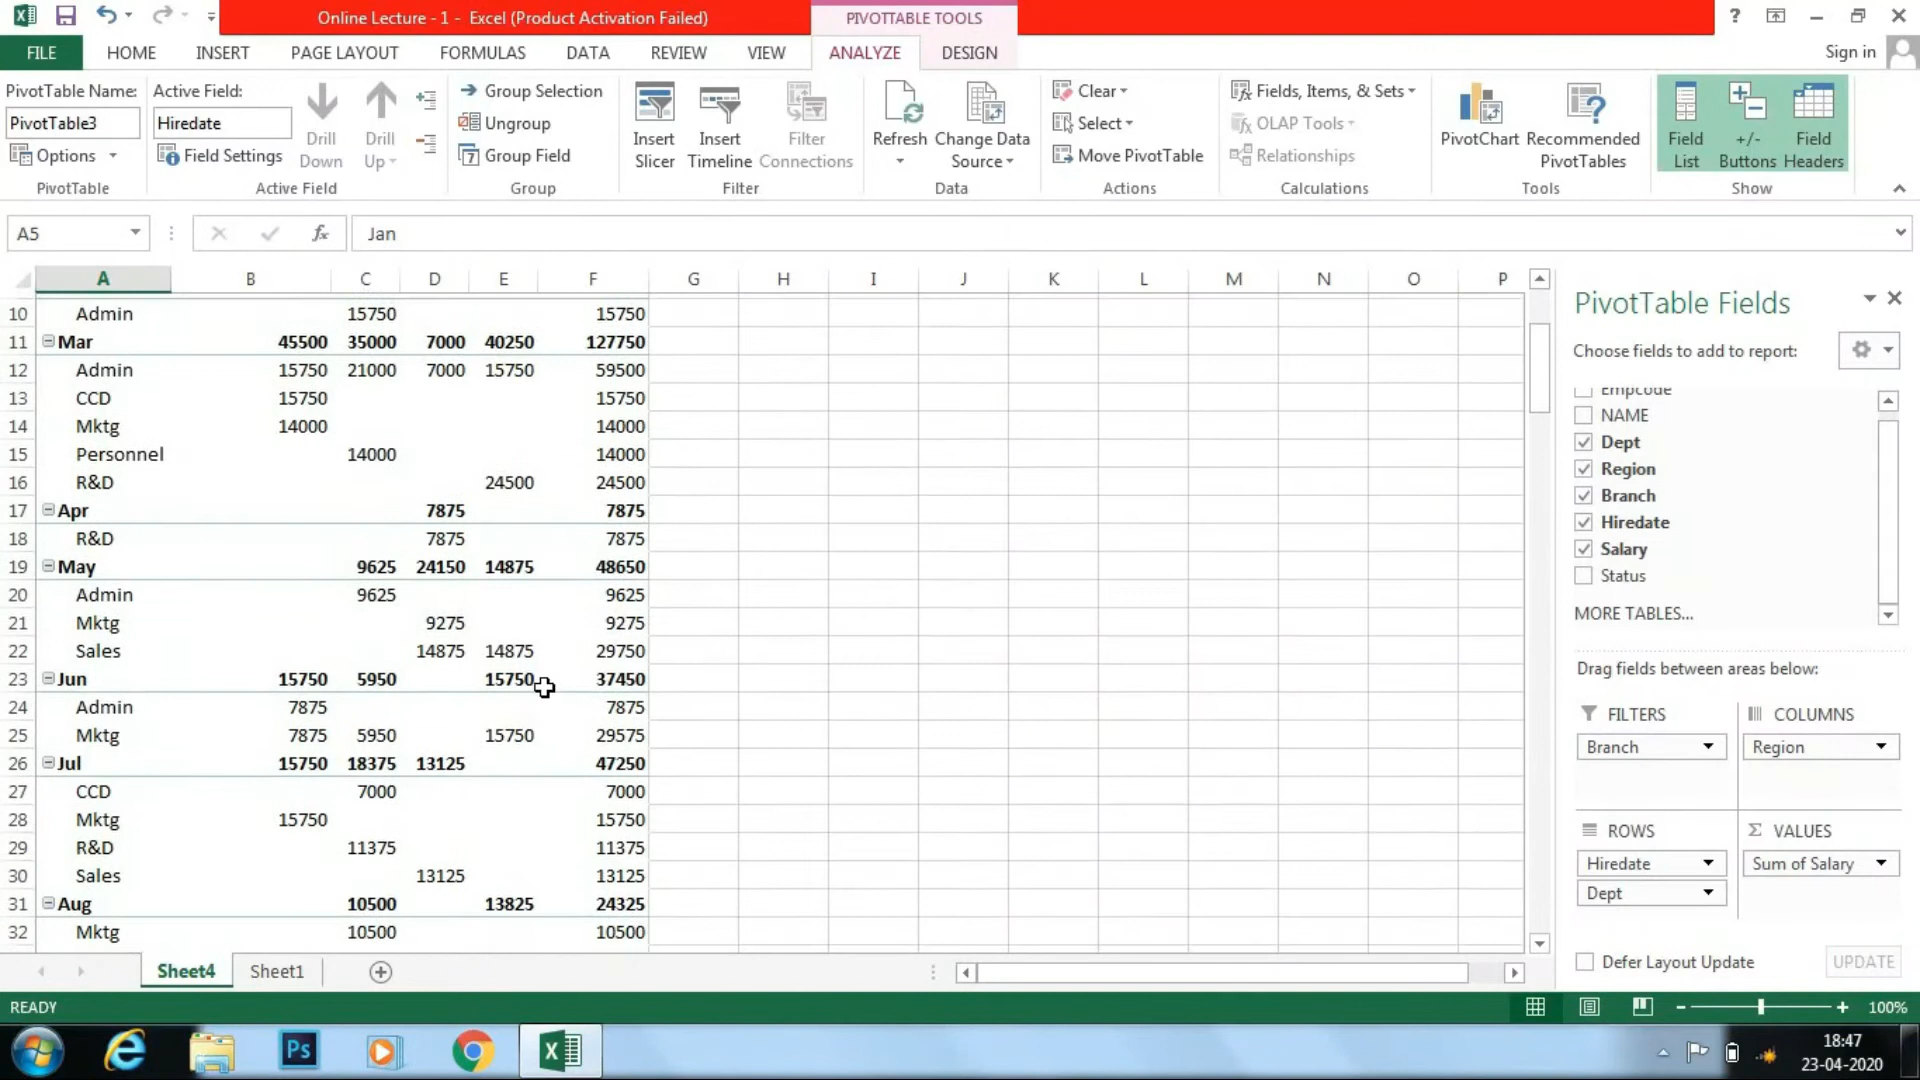 Online Lecture - 1 - Excel (Product Activation Failed)
PIVOTTABLE TOOLS
?
FILE HOME INSERT PAGE LAYOUT FORMULAS DATA REVIEW VIEW ANALYZE DESIGN
Sign in
PivotTable Name:
PivotTable3
Options
PivotTable
Active Field:
Hiredate
Field Settings
Drill Down
Drill Up
Active Field
Group Selection
Ungroup
Group Field
Group
Insert Slicer
Insert Timeline
Filter Connections
Filter
Refresh
Change Data Source
Data
Clear
Select
Move PivotTable
Actions
Fields, Items, & Sets
OLAP Tools
Relationships
Calculations
PivotChart
Recommended PivotTables
Tools
Field List
+/- Buttons
Field Headers
Show
A5 fx Jan
A B C D E F G H I J K L M N O P
10 Admin 15750 15750
11 Mar 45500 35000 7000 40250 127750
12 Admin 15750 21000 7000 15750 59500
13 CCD 15750 15750
14 Mktg 14000 14000
15 Personnel 14000 14000
16 R&D 24500 24500
17 Apr 7875 7875
18 R&D 7875 7875
19 May 9625 24150 14875 48650
20 Admin 9625 9625
21 Mktg 9275 9275
22 Sales 14875 14875 29750
23 Jun 15750 5950 15750 37450
24 Admin 7875 7875
25 Mktg 7875 5950 15750 29575
26 Jul 15750 18375 13125 47250
27 CCD 7000 7000
28 Mktg 15750 15750
29 R&D 11375 11375
30 Sales 13125 13125
31 Aug 10500 13825 24325
32 Mktg 10500 10500
PivotTable Fields
Choose fields to add to report:
Empcode
NAME
Dept
Region
Branch
Hiredate
Salary
Status
MORE TABLES...
Drag fields between areas below:
FILTERS
Branch
COLUMNS
Region
ROWS
Hiredate
Dept
Σ VALUES
Sum of Salary
Defer Layout Update
UPDATE
Sheet4 Sheet1
READY
100%
Ps
18:47
23-04-2020